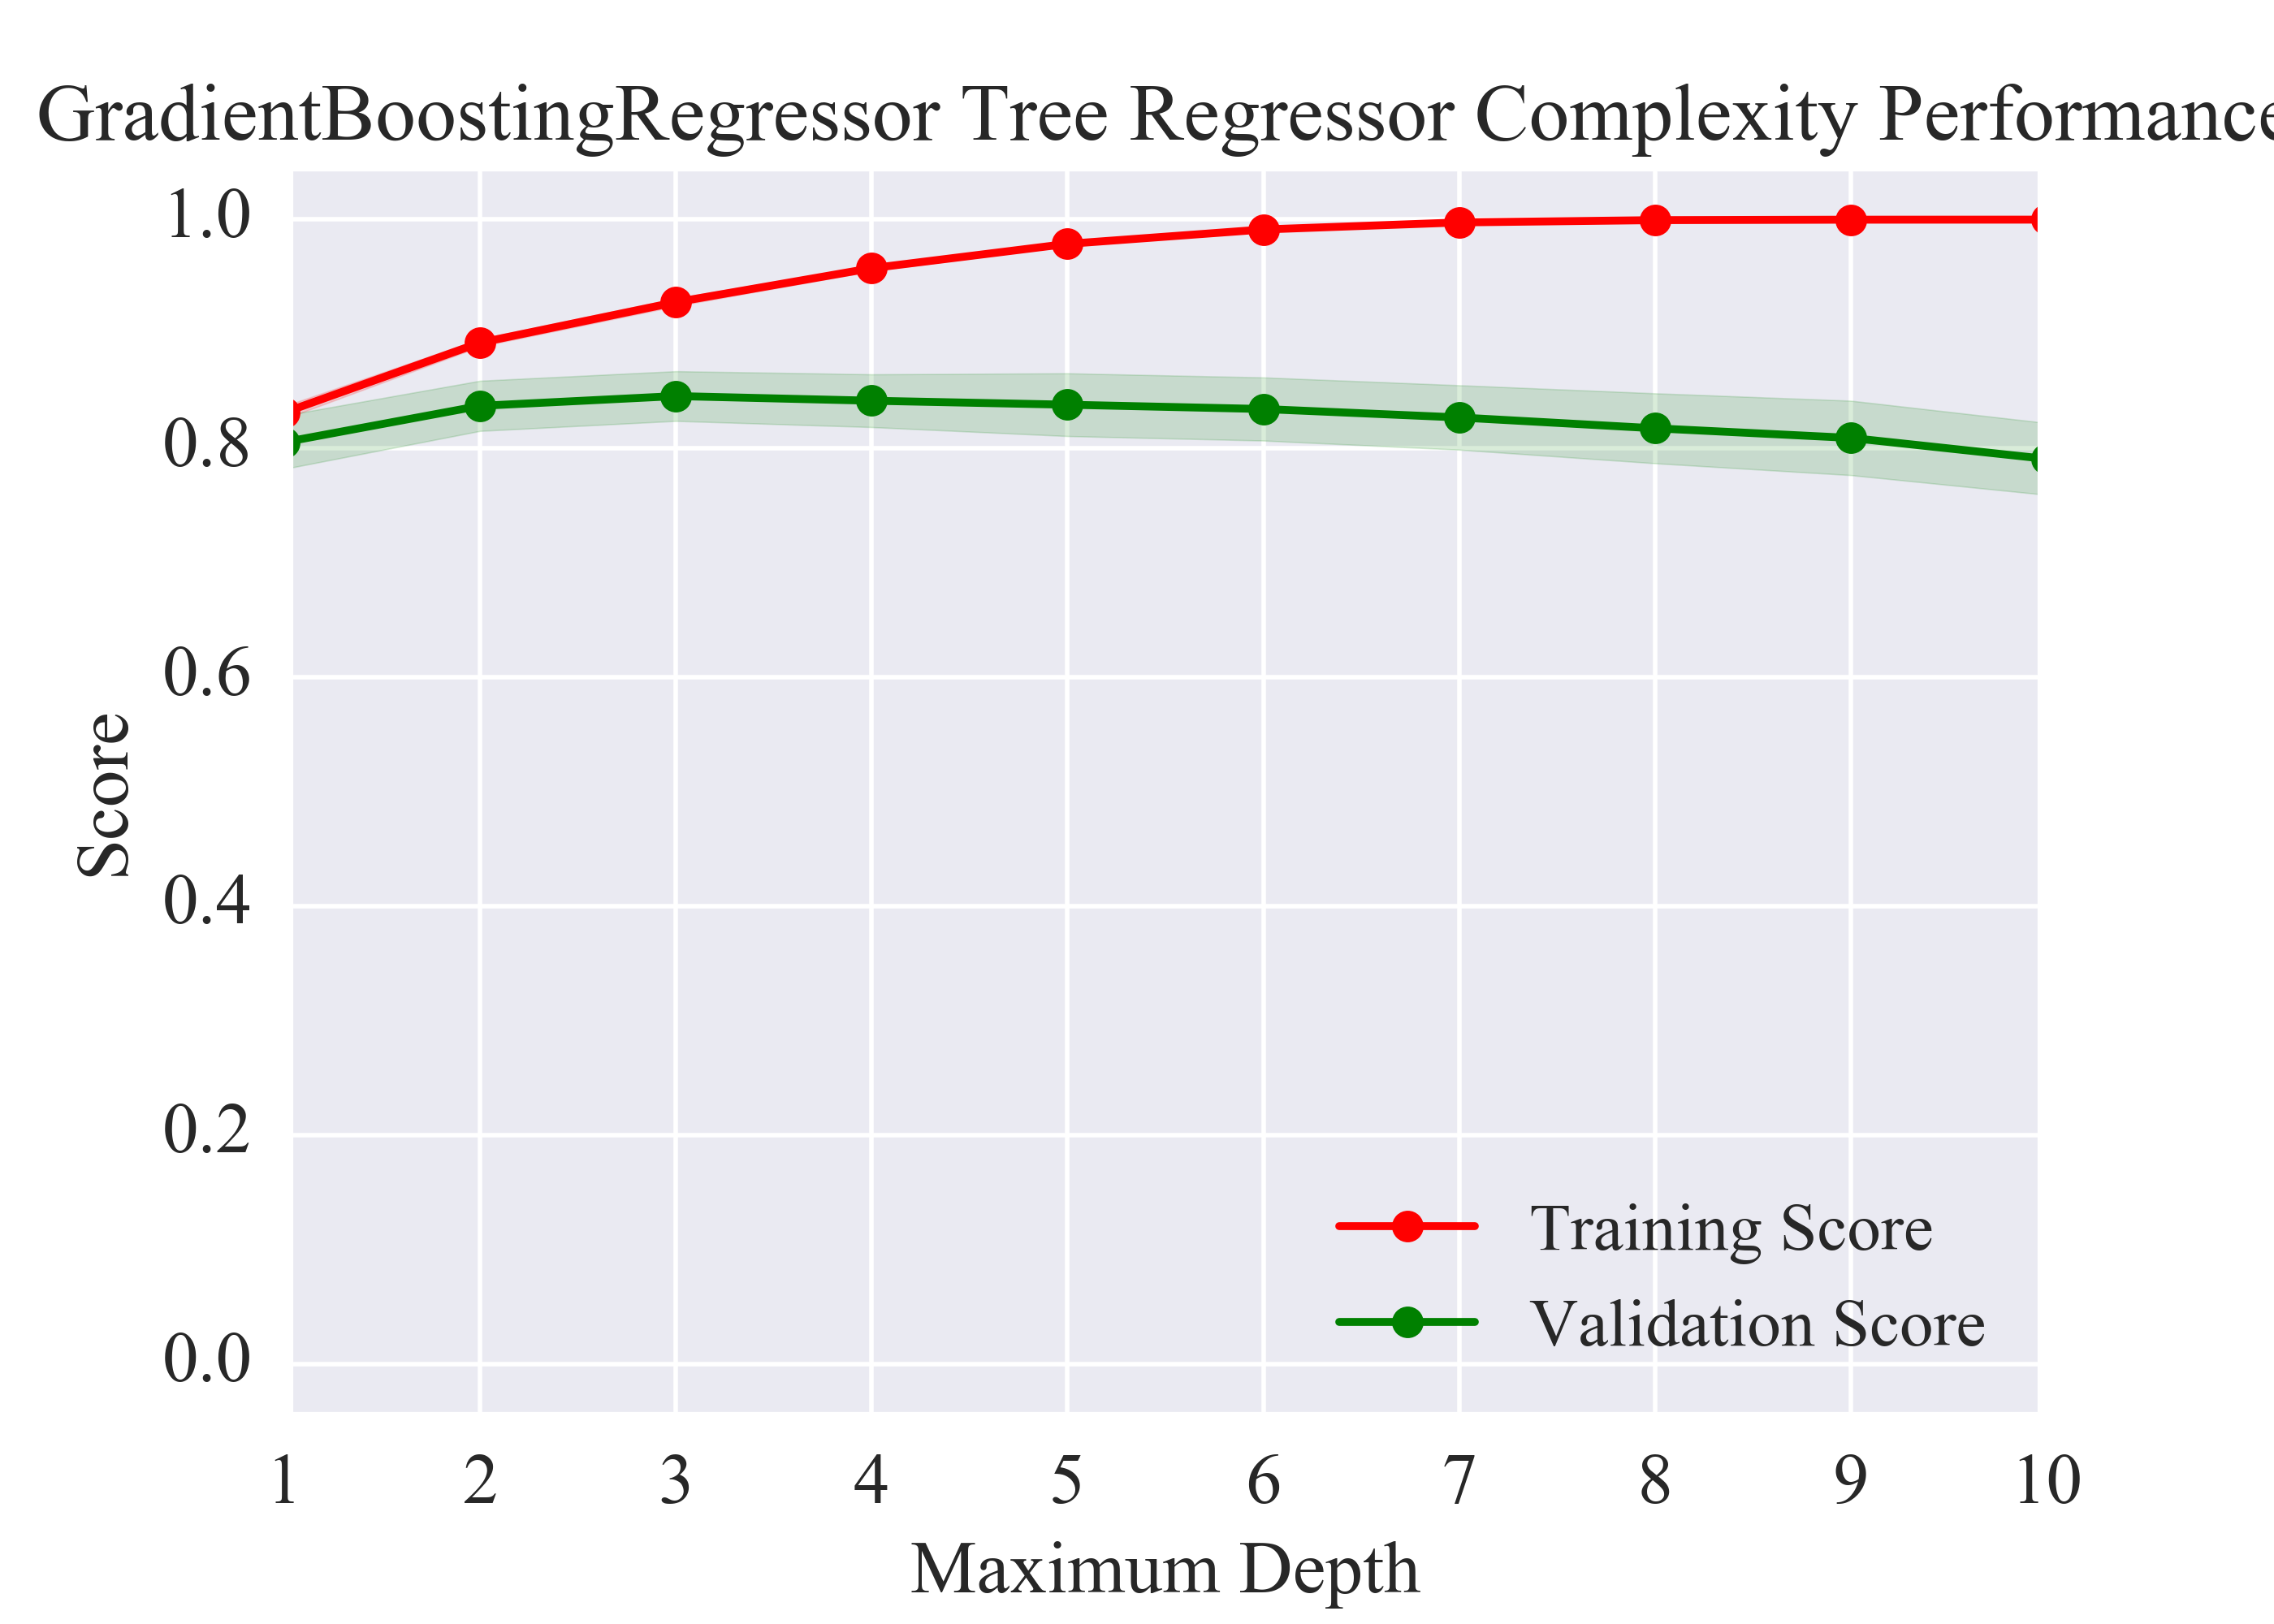 GradientBoostingRegressor Tree Regressor Complexity Performance
1.0
0.8
0.6
0.4
0.2
0.0
Score
Training Score
Validation Score
1 2 3 4 5 6 7 8 9 10
Maximum Depth